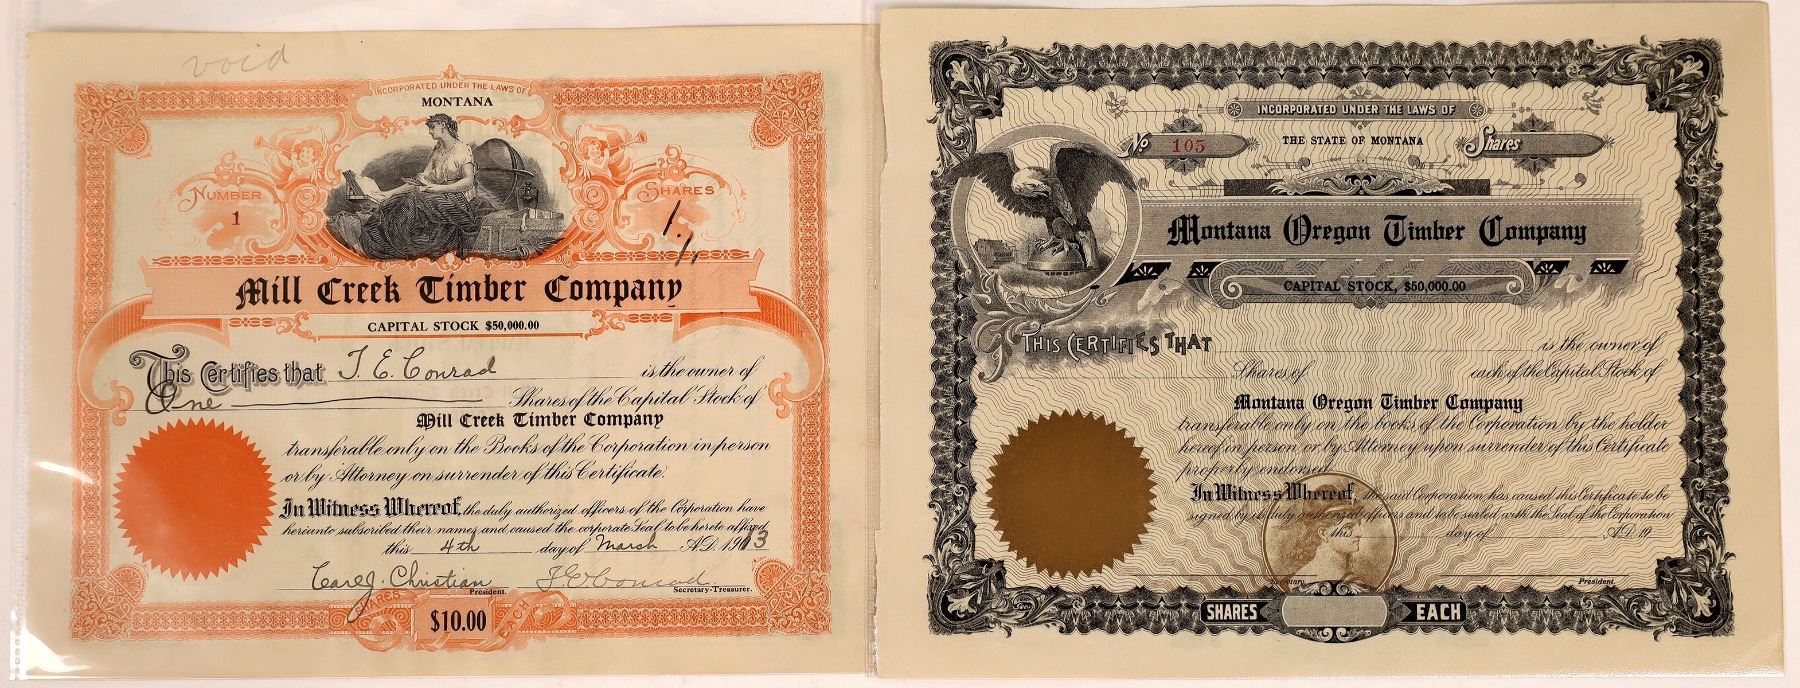 void
INCORPORATED UNDER THE LAWS OF
MONTANA
NUMBER
1
SHARES
1.
Mill Creek Timber Company
CAPITAL STOCK $50,000.00
This Certifies that J. E. Conrad is the owner of
One Shares of the Capital Stock of
Mill Creek Timber Company
transferable only on the Books of the Corporation in person
or by Attorney on surrender of this Certificate.
In Witness Whereof, the duly authorized officers of the Corporation have
hereunto subscribed their names and caused the corporate Seal to be hereto affixed
this 4th day of March A.D. 1913
Carl J. Christian J E Conrad.
President. Secretary-Treasurer.
SHARES $10.00 EACH
INCORPORATED UNDER THE LAWS OF
No 105 THE STATE OF MONTANA Shares
Montana Oregon Timber Company
CAPITAL STOCK, $50,000.00
THIS CERTIFIES THAT is the owner of
Shares of each of the Capital Stock of
Montana Oregon Timber Company
transferable only on the books of the Corporation by the holder
hereof in person or by Attorney upon surrender of this Certificate
properly endorsed
In Witness Whereof, the said Corporation has caused this Certificate to be
signed by its duly authorized officers and to be sealed with the Seal of the Corporation
this day of A.D. 19
Secretary. President.
SHARES EACH